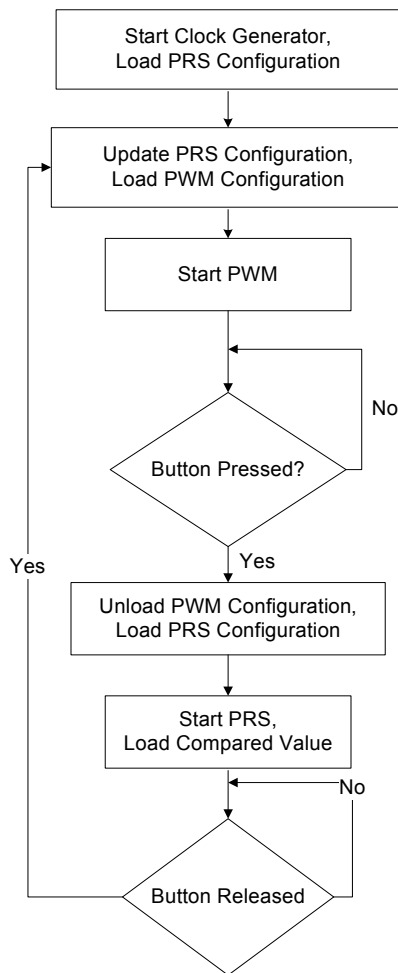 Start Clock Generator,
Load PRS Configuration
Update PRS Configuration,
Load PWM Configuration
Start PWM
No
Button Pressed?
Yes
Yes
Unload PWM Configuration,
Load PRS Configuration
Start PRS,
Load Compared Value
No
Button Released